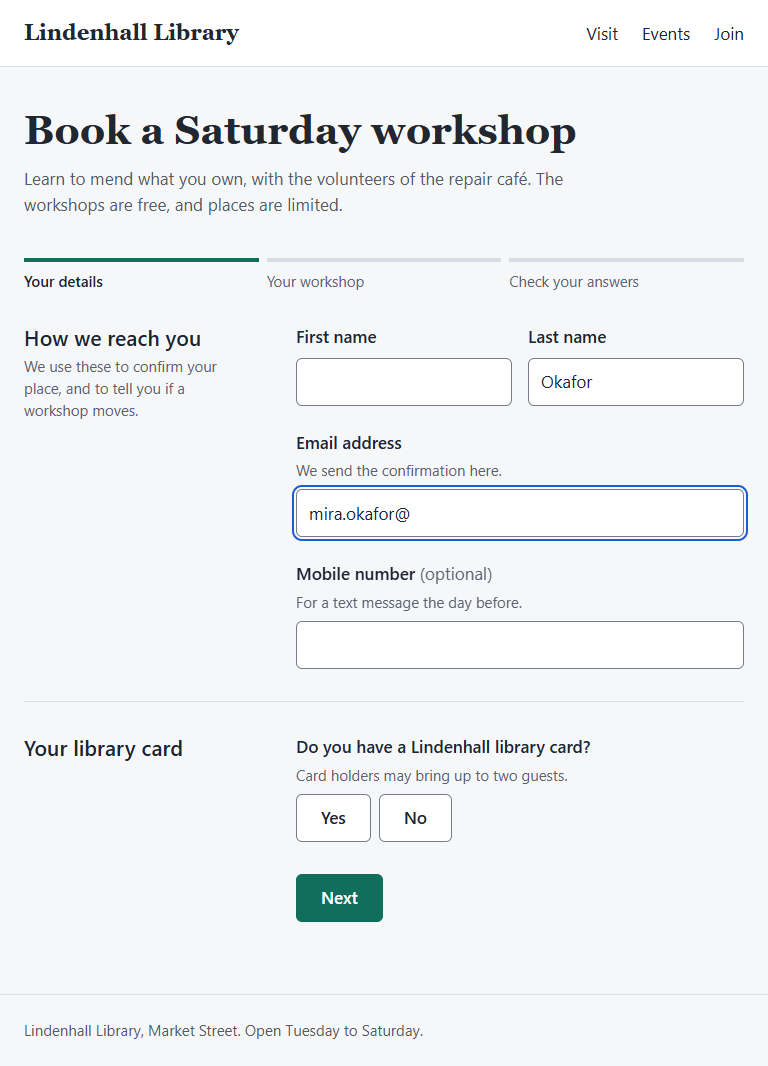 Lindenhall Library
Visit Events Join
Book a Saturday workshop
Learn to mend what you own, with the volunteers of the repair café. The
workshops are free, and places are limited.
Your details
Your workshop
Check your answers
How we reach you
We use these to confirm your
place, and to tell you if a
workshop moves.
First name
Last name
Okafor
Email address
We send the confirmation here.
mira.okafor@
Mobile number (optional)
For a text message the day before.
Your library card
Do you have a Lindenhall library card?
Card holders may bring up to two guests.
Yes
No
Next
Lindenhall Library, Market Street. Open Tuesday to Saturday.